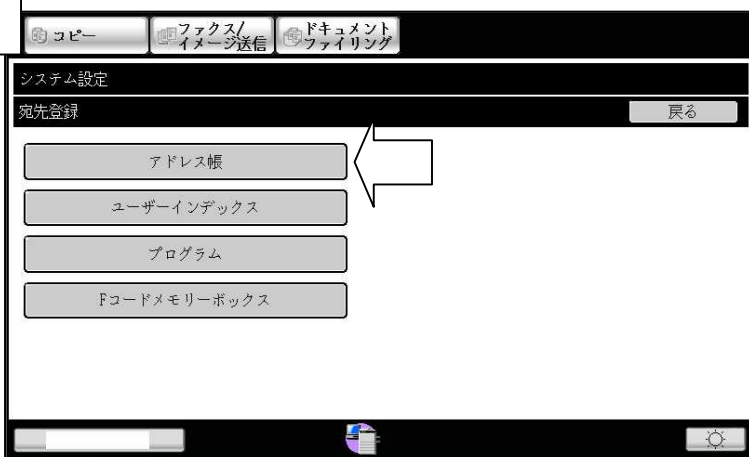 コピー
ファクス/
イメージ送信
ドキュメント
ファイリング
システム設定
宛先登録
戻る
アドレス帳
ユーザーインデックス
プログラム
Fコードメモリーボックス